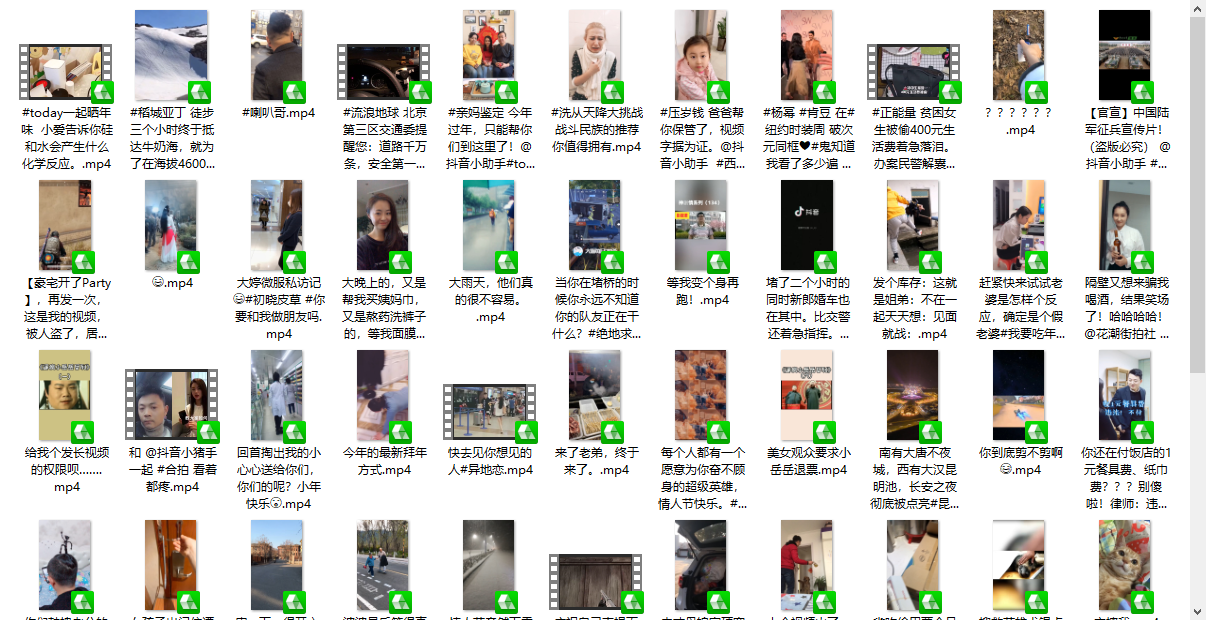 #today一起晒年
味  小爱告诉你硅
和水会产生什么
化学反应。.mp4
#稻城亚丁 徒步
三个小时终于抵
达牛奶海，就为
了在海拔4600...
#喇叭哥.mp4
#流浪地球 北京
第三区交通委提
醒您：道路千万
条，安全第一...
#亲妈鉴定 今年
过年，只能帮你
们到这里了！@
抖音小助手#to...
#洗从天降大挑战
战斗民族的推荐
你值得拥有.mp4
#压岁钱 爸爸帮
你保管了，视频
字据为证。@抖
音小助手  #西...
#杨幂 #肖豆 在#
纽约时装周 破次
元同框♥#鬼知道
我看了多少遍 ...
#正能量 贫困女
生被偷400元生
活费着急落泪。
办案民警解襄...
？？？？？？
.mp4
【官宣】中国陆
军征兵宣传片！
（盗版必究） @
抖音小助手 #...
【豪宅开了Party
】，再发一次，
这是我的视频，
被人盗了，居...
😄.mp4
大婷微服私访记
😄#初晓皮草 #你
要和我做朋友吗.
mp4
大晚上的，又是
帮我买姨妈巾，
又是熬药洗裤子
的，等我面膜...
大雨天，他们真
的很不容易。
.mp4
当你在堵桥的时
候你永远不知道
你的队友正在干
什么？#绝地求...
抖音
等我变个身再
跑！.mp4
堵了二个小时的
同时新郎婚车也
在其中。比交警
还着急指挥。...
发个库存：这就
是姐弟：不在一
起天天想：见面
就战：.mp4
赶紧快来试试老
婆是怎样个反
应，确定是个假
老婆#我要吃年...
隔壁又想来骗我
喝酒，结果笑场
了！哈哈哈哈！
@花潮街拍社 ...
给我个发长视频
的权限呗.......
mp4
和 @抖音小猪手
一起 #合拍 看着
都疼.mp4
回首掏出我的小
心心送给你们，
你们的呢？小年
快乐😮.mp4
今年的最新拜年
方式.mp4
快去见你想见的
人#异地恋.mp4
来了老弟，终于
来了。.mp4
每个人都有一个
愿意为你奋不顾
身的超级英雄，
情人节快乐。#...
美女观众要求小
岳岳退票.mp4
南有大唐不夜
城，西有大汉昆
明池，长安之夜
彻底被点亮#昆...
你到底剪不剪啊
😄.mp4
你还在付饭店的1
元餐具费、纸巾
费？？？别傻
啦！律师：违...